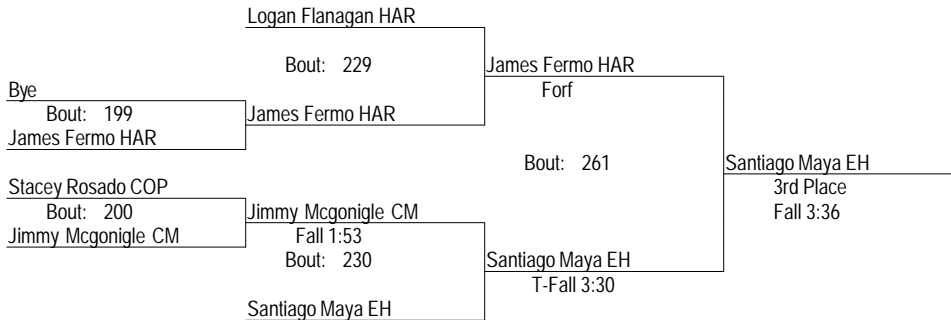 Logan Flanagan HAR
Bout: 229
James Fermo HAR
Forf
Bye
Bout: 199
James Fermo HAR
James Fermo HAR
Bout: 261
Santiago Maya EH
3rd Place
Fall 3:36
Stacey Rosado COP
Bout: 200
Jimmy Mcgonigle CM
Jimmy Mcgonigle CM
Fall 1:53
Bout: 230
Santiago Maya EH
T-Fall 3:30
Santiago Maya EH